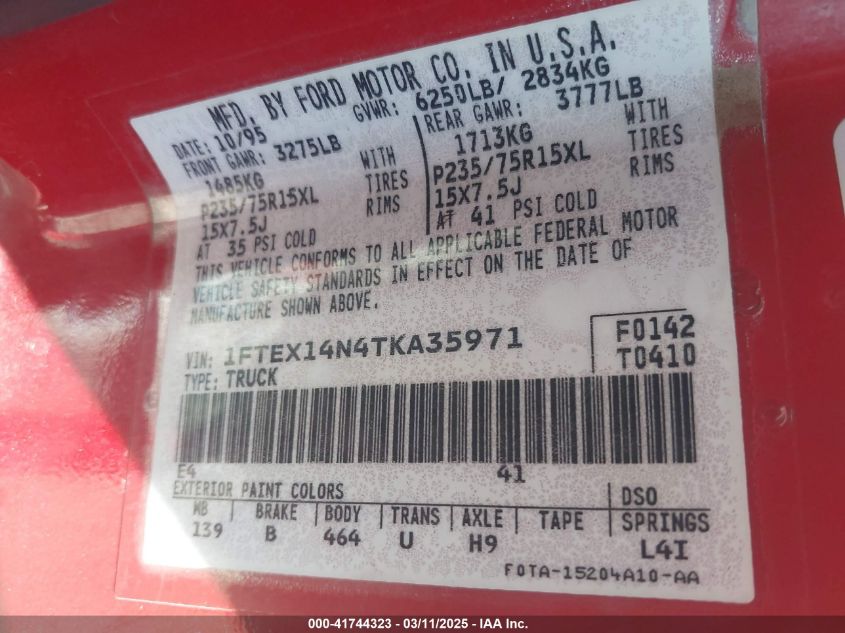 MFD. BY FORD MOTOR CO. IN U.S.A.
DATE: 10/95 GVWR: 6250LB/ 2834KG
FRONT GAWR: 3275LB REAR GAWR: 3777LB
1485KG WITH 1713KG WITH
P235/75R15XL TIRES P235/75R15XL TIRES
15X7.5J RIMS 15X7.5J RIMS
AT 35 PSI COLD AT 41 PSI COLD
THIS VEHICLE CONFORMS TO ALL APPLICABLE FEDERAL MOTOR
VEHICLE SAFETY STANDARDS IN EFFECT ON THE DATE OF
MANUFACTURE SHOWN ABOVE.
VIN: 1FTEX14N4TKA35971 F0142
TYPE: TRUCK T0410
E4 41
EXTERIOR PAINT COLORS DSO
WB BRAKE BODY TRANS AXLE TAPE SPRINGS
139 B 464 U H9 L4I
F0TA-15204A10-AA
000-41744323 - 03/11/2025 - IAA Inc.